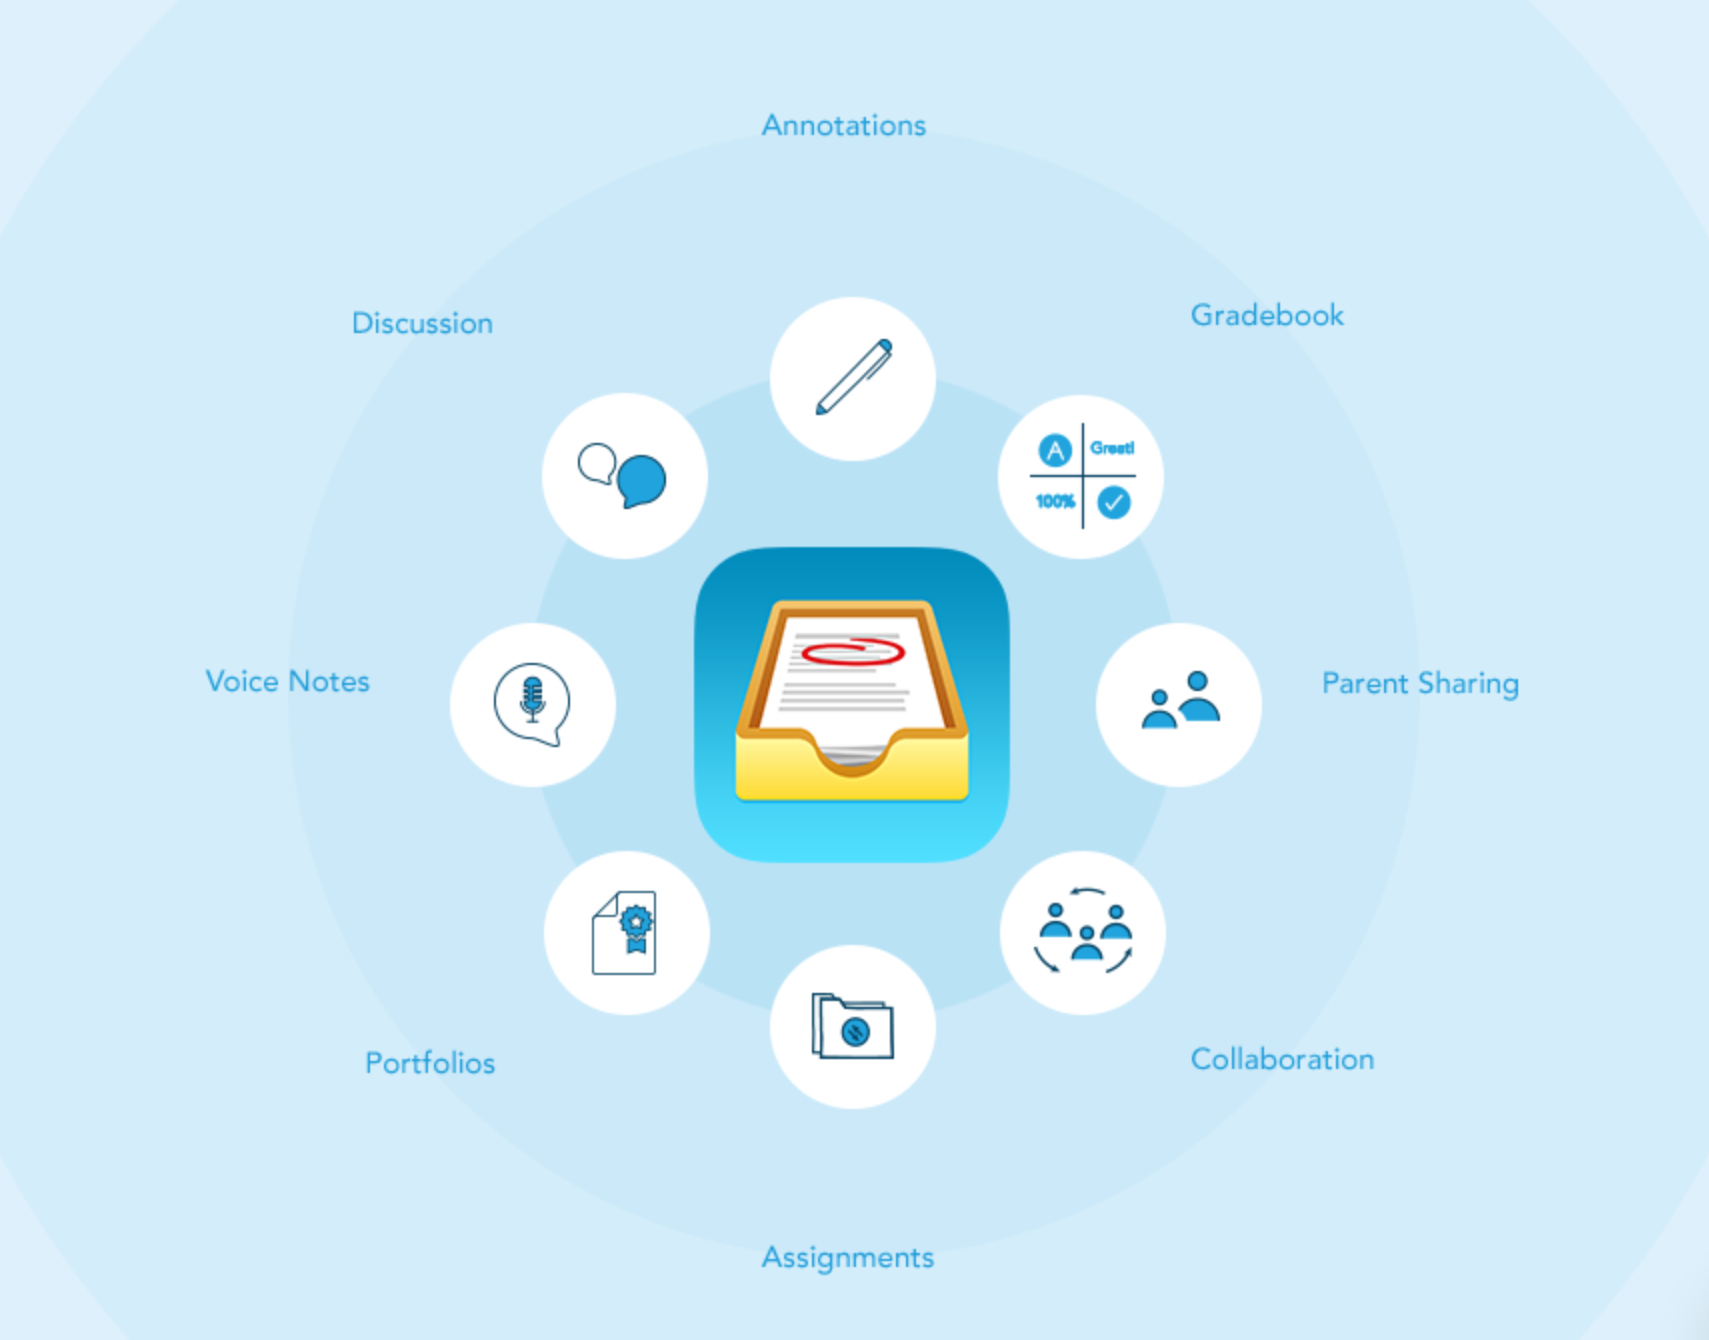 Annotations
Discussion
Gradebook
A
Great!
100%
Voice Notes
Parent Sharing
Portfolios
Collaboration
Assignments